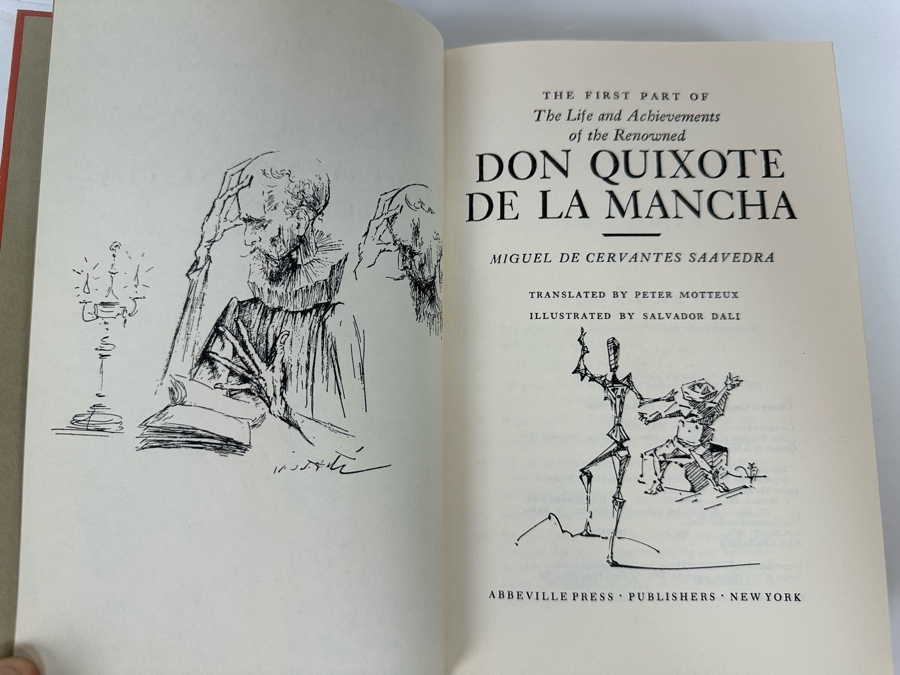 THE FIRST PART OF
The Life and Achievements
of the Renowned
DON QUIXOTE
DE LA MANCHA
MIGUEL DE CERVANTES SAAVEDRA
TRANSLATED BY PETER MOTTEUX
ILLUSTRATED BY SALVADOR DALI
ABBEVILLE PRESS · PUBLISHERS · NEW YORK